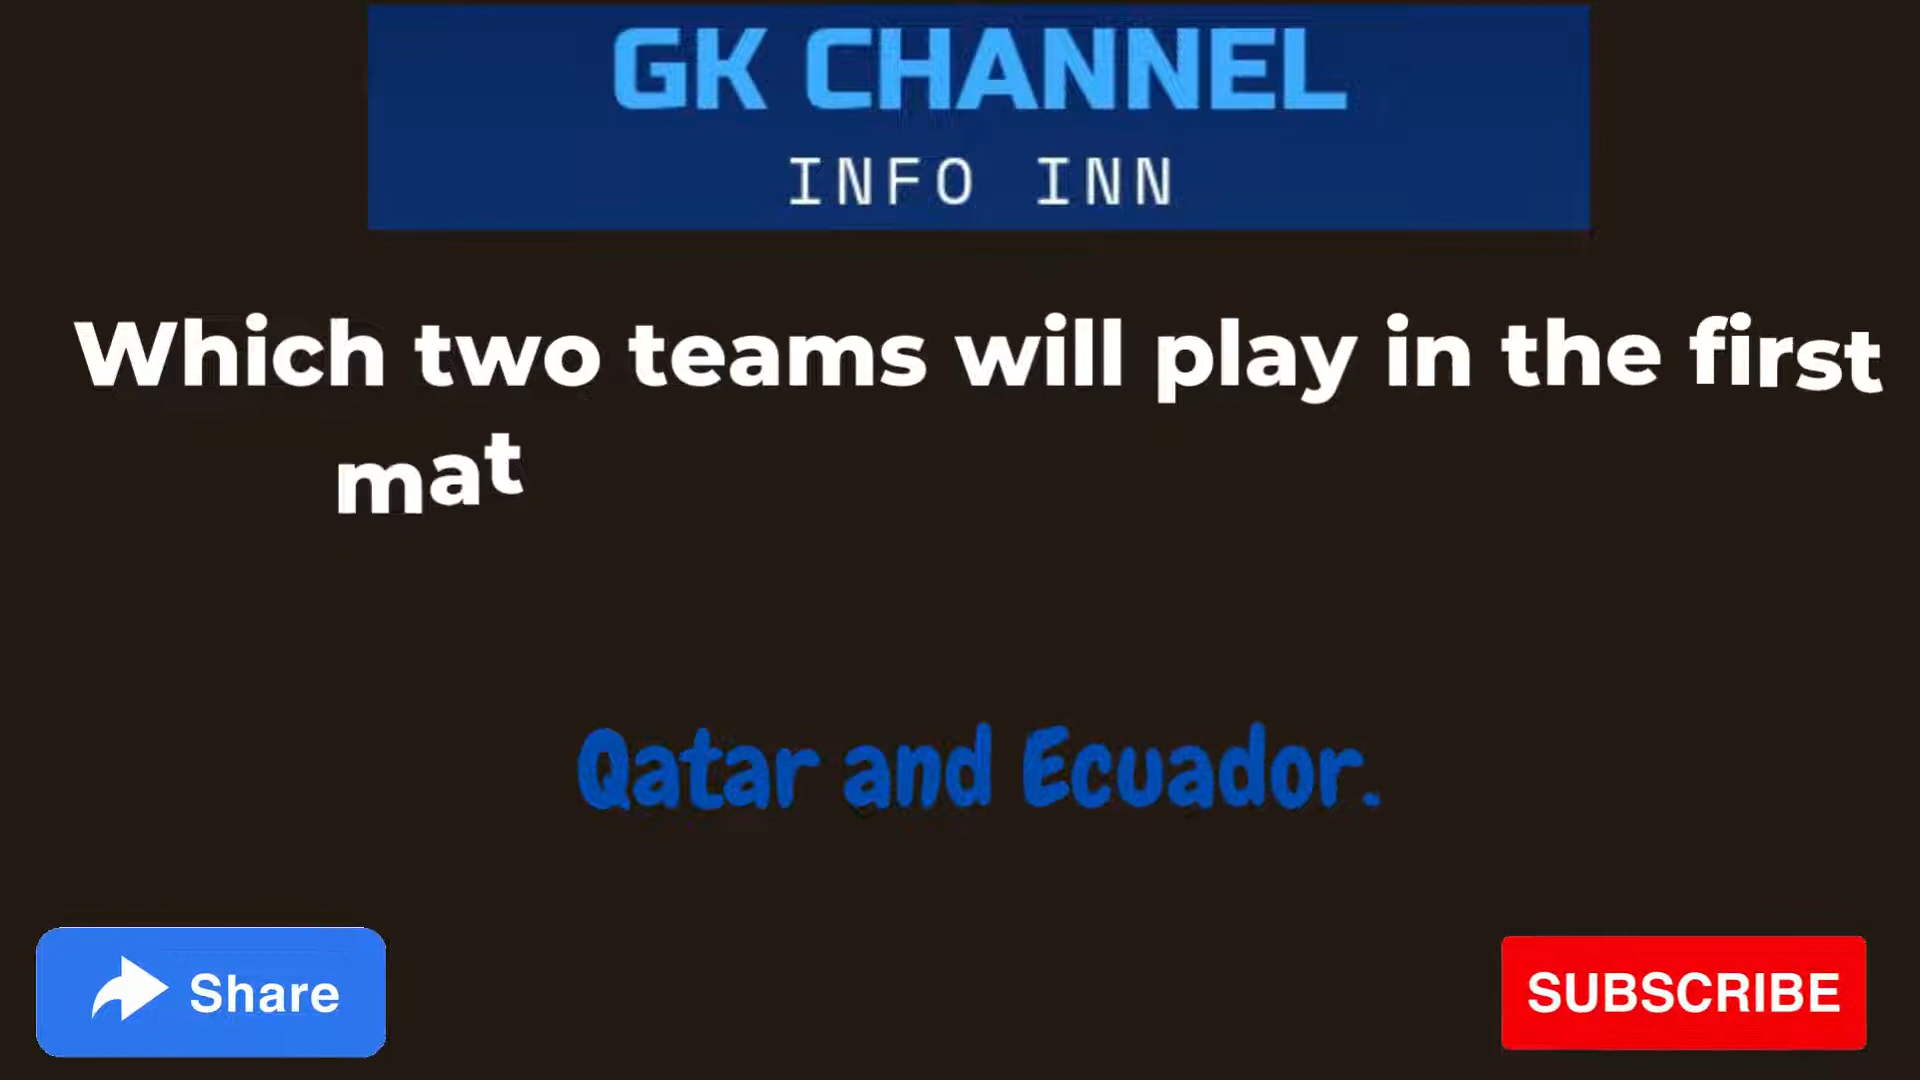 GK CHANNEL
INFO INN
Which two teams will play in the first
mat
Qatar and Ecuador.
Share
SUBSCRIBE